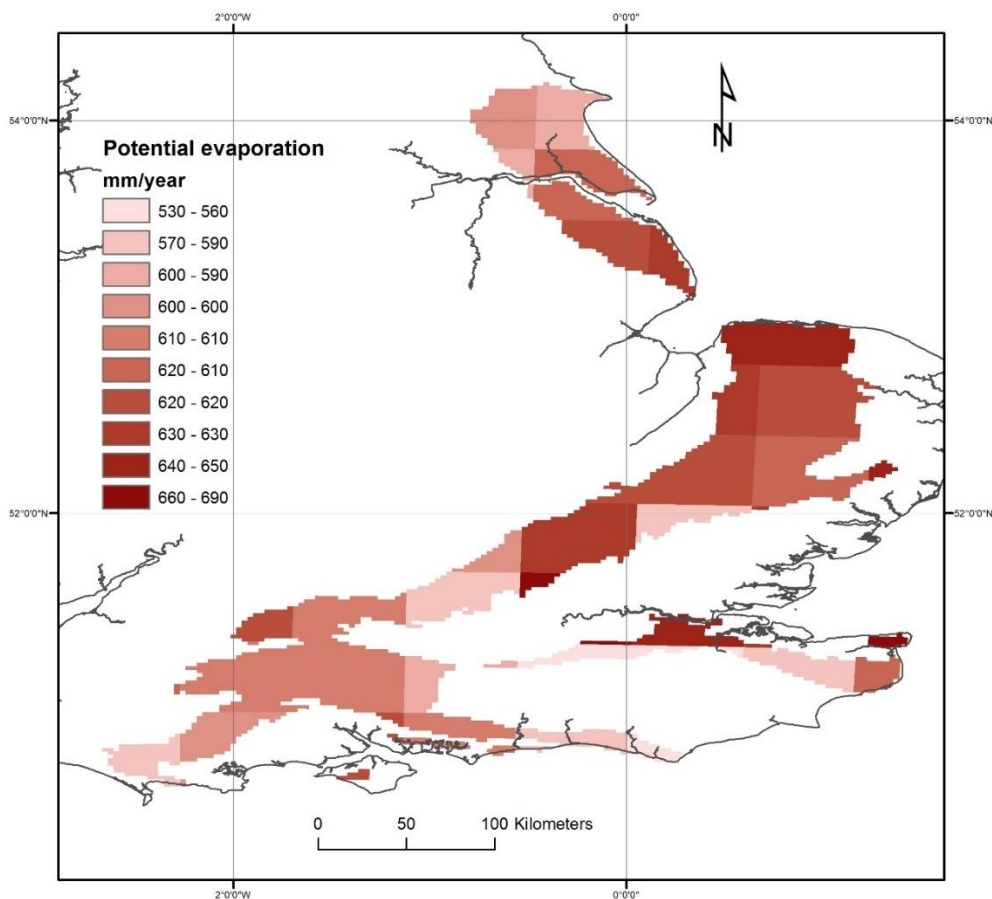 2°0'0"W 0°0'0"
54°0'0"N 54°0'0"N
N
Potential evaporation
mm/year
530 - 560
570 - 590
600 - 590
600 - 600
610 - 610
620 - 610
620 - 620
630 - 630
640 - 650
660 - 690
52°0'0"N 52°0'0"N
0 50 100 Kilometers
2°0'0"W 0°0'0"